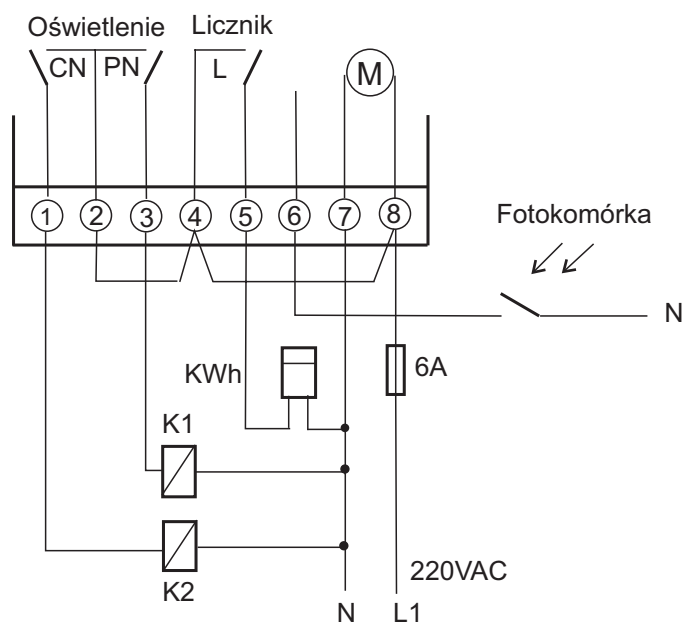 Oświetlenie Licznik
CN PN L M
1 2 3 4 5 6 7 8
Fotokomórka
N
KWh 6A
K1
K2
220VAC
N L1